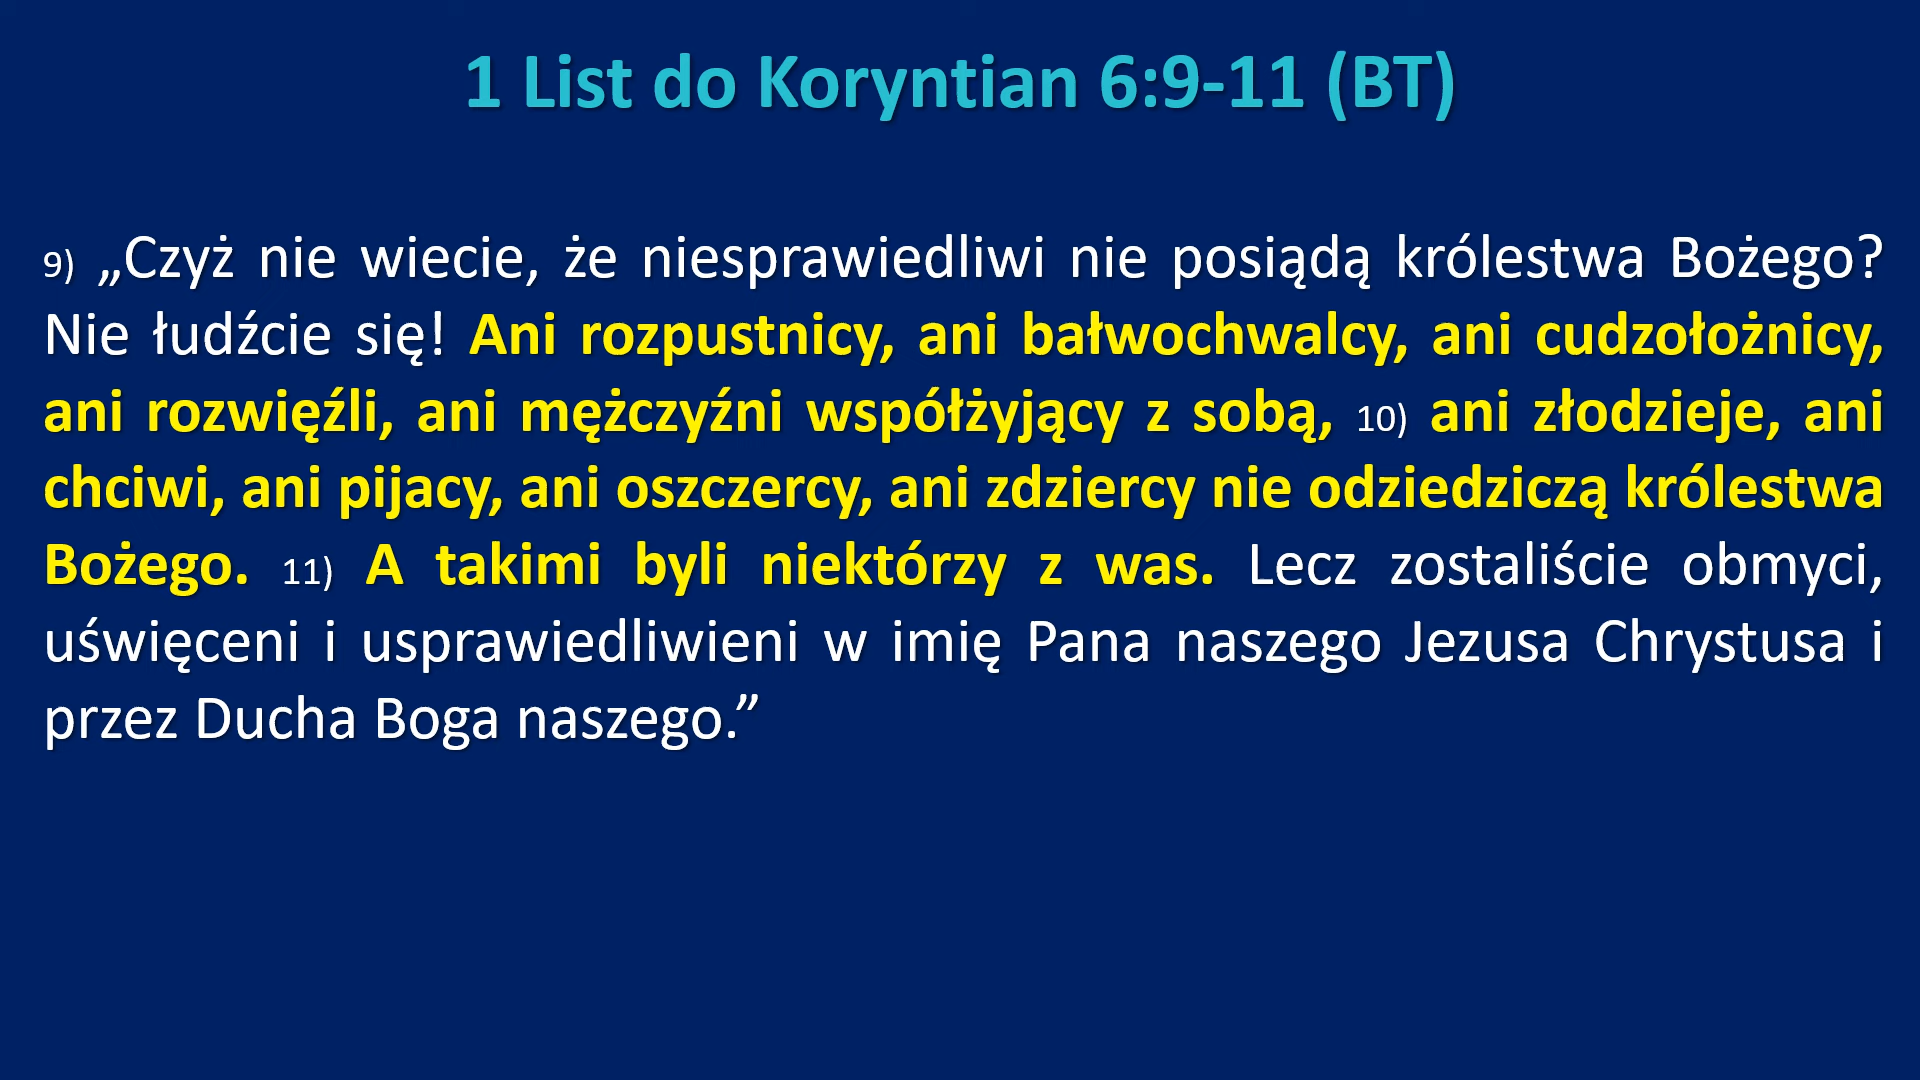 1 List do Koryntian 6:9-11 (BT)
9) „Czyż nie wiecie, że niesprawiedliwi nie posiądą królestwa Bożego?
Nie łudźcie się! Ani rozpustnicy, ani bałwochwalcy, ani cudzołożnicy,
ani rozwięźli, ani mężczyźni współżyjący z sobą, 10) ani złodzieje, ani
chciwi, ani pijacy, ani oszczercy, ani zdziercy nie odziedziczą królestwa
Bożego. 11) A takimi byli niektórzy z was. Lecz zostaliście obmyci,
uświęceni i usprawiedliwieni w imię Pana naszego Jezusa Chrystusa i
przez Ducha Boga naszego.”